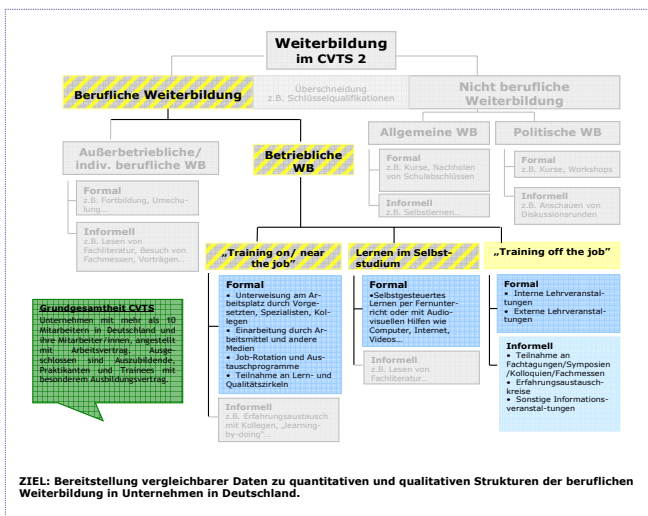 Weiterbildung
im CVTS 2
Berufliche Weiterbildung
Überschneidung
z.B. Schlüsselqualifikationen
Nicht berufliche
Weiterbildung
Außerbetriebliche/
indiv. berufliche WB
Betriebliche
WB
Allgemeine WB
Politische WB
Formal
z.B. Fortbildung, Umschu-
lung...
Informell
z.B. Lesen von
Fachliteratur, Besuch von
Fachmessen, Vorträgen...
Formal
z.B. Kurse, Nachholen
von Schulabschlüssen
Informell
z.B. Selbstlernen...
Formal
z.B. Kurse, Workshops
Informell
z.B. Anschauen von
Diskussionsrunden
„Training on/ near
the job"
Formal
• Unterweisung am Ar-
beitsplatz durch Vorge-
setzten, Spezialisten, Kol-
legen
• Einarbeitung durch Ar-
beitsmittel und andere
Medien
• Job-Rotation und Aus-
tauschprogramme
• Teilnahme an Lern- und
Qualitätszirkeln
Informell
z.B. Erfahrungsaustausch
mit Kollegen, „learning-
by-doing"...
Lernen im Selbst-
studium
Formal
•Selbstgesteuertes
Lernen per Fernunter-
richt oder mit Audio-
visuellen Hilfen wie
Computer, Internet,
Videos...
Informell
z.B. Lesen von
Fachliteratur...
„Training off the job"
Formal
• Interne Lehrveranstal-
tungen
• Externe Lehrveranstal-
tungen
Informell
• Teilnahme an
Fachtagungen/Symposien
/Kolloquien/Fachmessen
• Erfahrungsaustausch-
kreise
• Sonstige Informations-
veranstal-tungen
Grundgesamtheit CVTS
Unternehmen mit mehr als 10
Mitarbeitern in Deutschland und
ihre Mitarbeiter/innen, angestellt
mit Arbeitsvertrag. Ausge-
schlossen sind Auszubildende,
Praktikanten und Trainees mit
besonderem Ausbildungsvertrag.
ZIEL: Bereitstellung vergleichbarer Daten zu quantitativen und qualitativen Strukturen der beruflichen
Weiterbildung in Unternehmen in Deutschland.